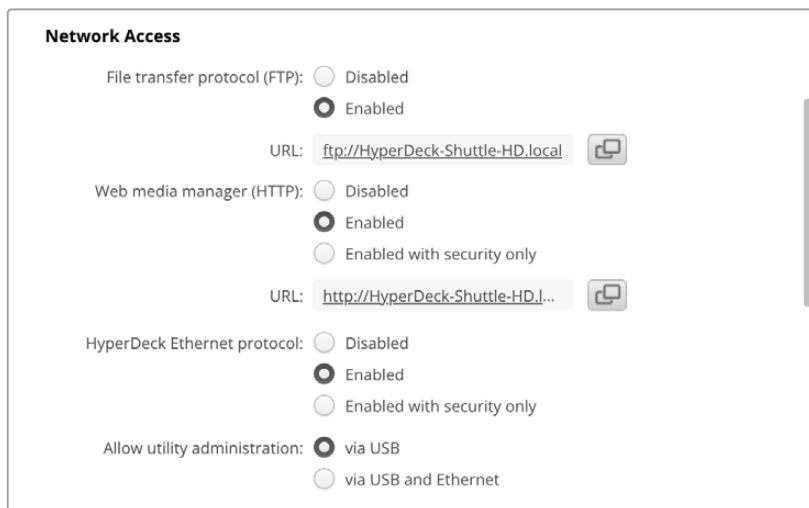 Network Access
File transfer protocol (FTP): Disabled
Enabled
URL: ftp://HyperDeck-Shuttle-HD.local
Web media manager (HTTP): Disabled
Enabled
Enabled with security only
URL: http://HyperDeck-Shuttle-HD.l...
HyperDeck Ethernet protocol: Disabled
Enabled
Enabled with security only
Allow utility administration: via USB
via USB and Ethernet